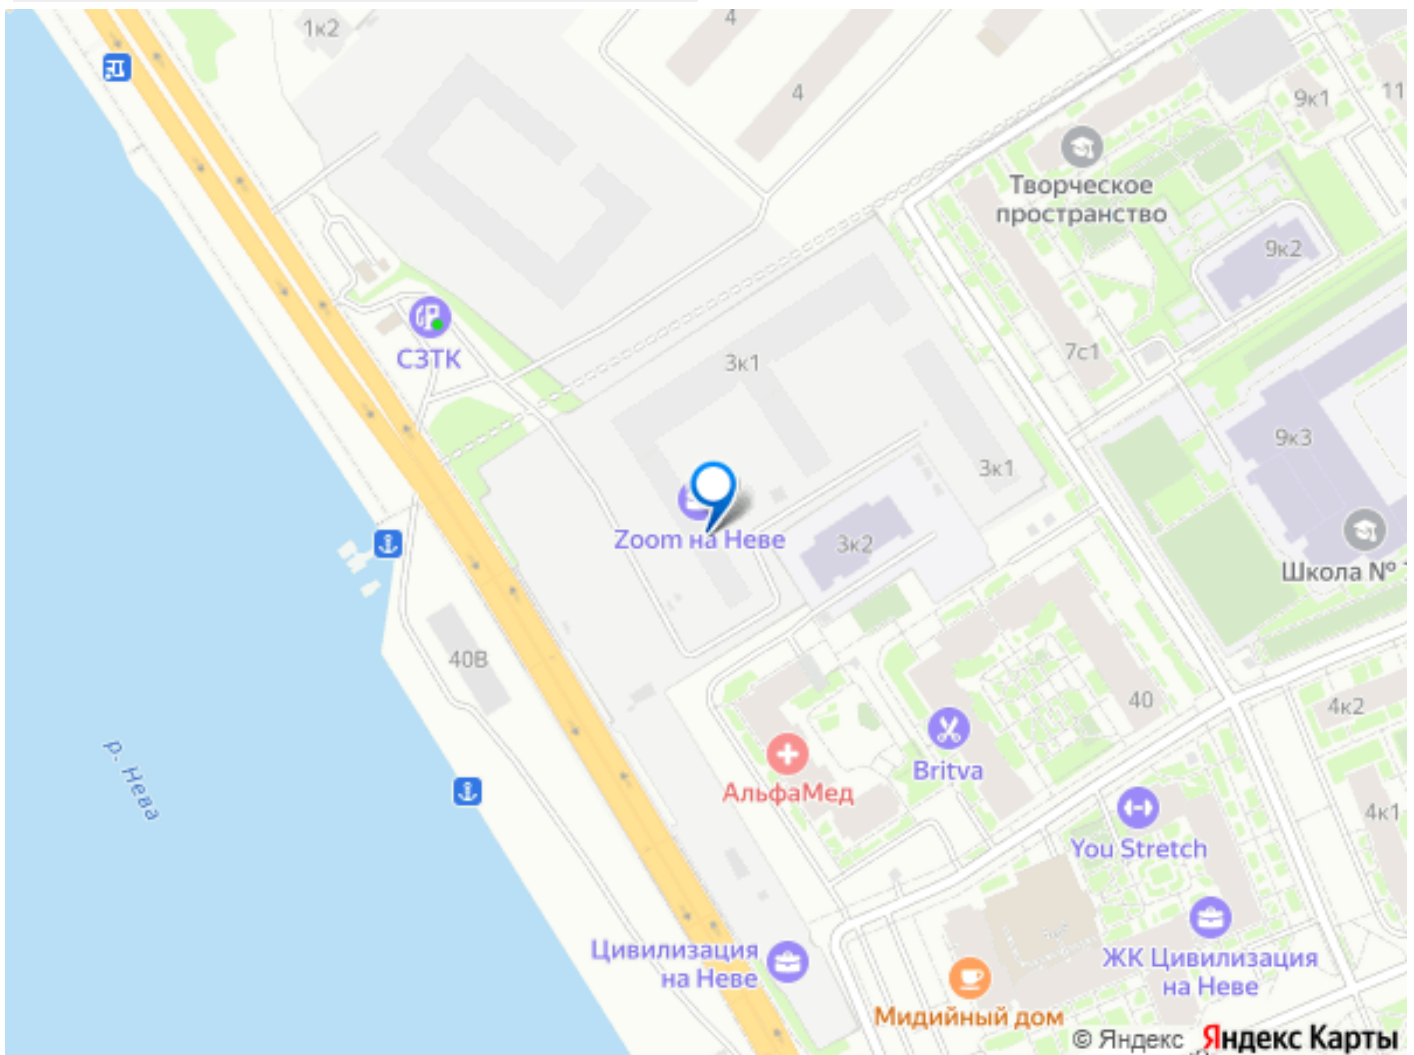 1к2
4
4
9к1
11
Творческое
пространство
9к2
7с1
СЗТК
3к1
9к3
3к1
Zoom на Неве
3к2
Школа №
40В
40
4к2
р. Нева
Britva
АльфаМед
4к1
You Stretch
Цивилизация
на Неве
ЖК Цивилизация
на Неве
Мидийный дом
© Яндекс Яндекс Карты